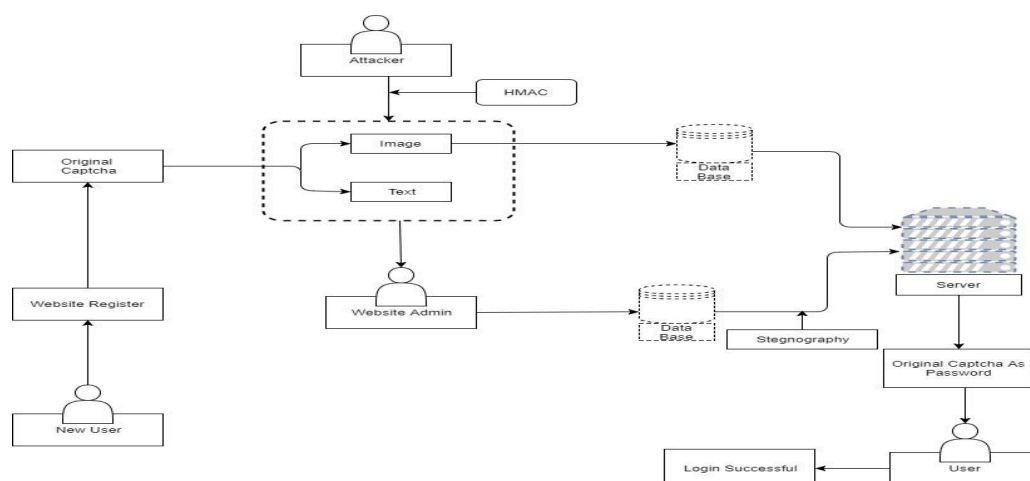 Attacker
HMAC
Image
Original
Captcha
Text
Data
Base
Website Register
Website Admin
Data
Base
Stegnography
Server
Original Captcha As
Password
New User
User
Login Successful